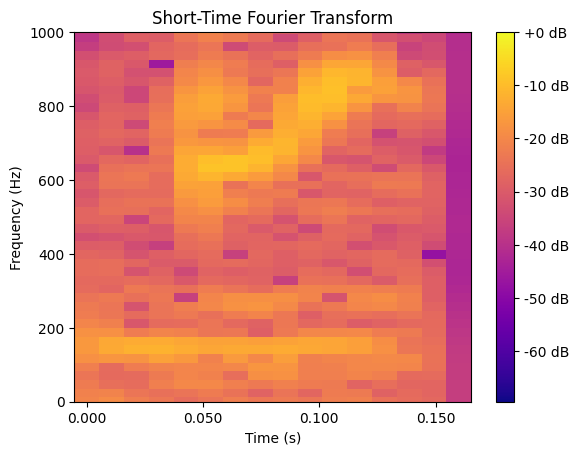 Short-Time Fourier Transform
1000
800
600
400
200
0
Frequency (Hz)
0.000
0.050
0.100
0.150
Time (s)
+0 dB
-10 dB
-20 dB
-30 dB
-40 dB
-50 dB
-60 dB